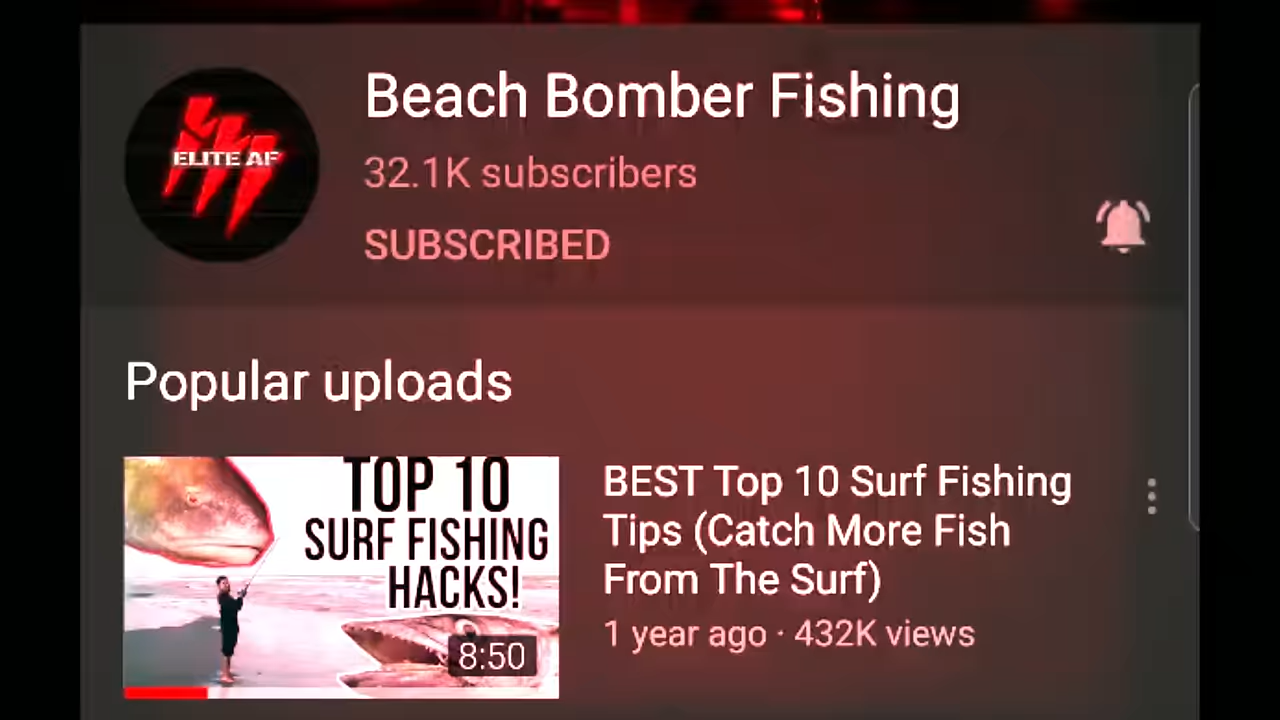 Beach Bomber Fishing
ELITE AF
32.1K subscribers
SUBSCRIBED
Popular uploads
TOP 10
SURF FISHING
HACKS!
8:50
BEST Top 10 Surf Fishing
Tips (Catch More Fish
From The Surf)
1 year ago · 432K views